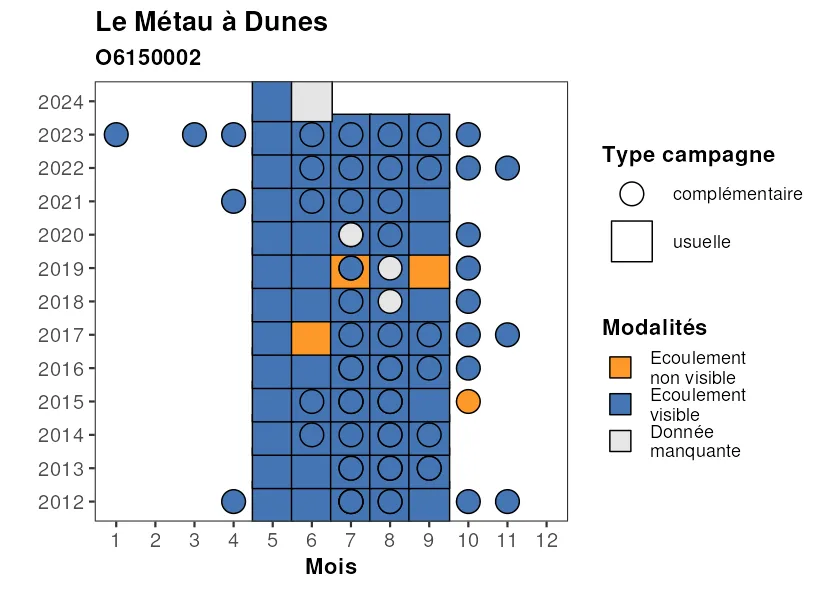 Le Métau à Dunes
O6150002
2024
2023
2022
2021
2020
2019
2018
2017
2016
2015
2014
2013
2012
1 2 3 4 5 6 7 8 9 10 11 12
Mois
Type campagne
complémentaire
usuelle
Modalités
Ecoulement
non visible
Ecoulement
visible
Donnée
manquante